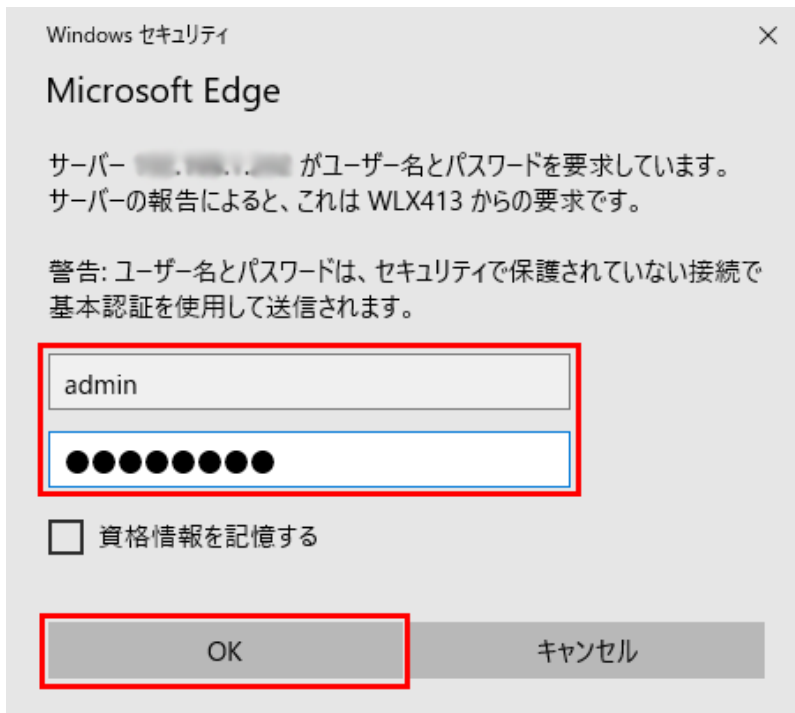 Windows セキュリティ
Microsoft Edge
サーバー がユーザー名とパスワードを要求しています。
サーバーの報告によると、これは WLX413 からの要求です。
警告: ユーザー名とパスワードは、セキュリティで保護されていない接続で
基本認証を使用して送信されます。
admin
●●●●●●●●
資格情報を記憶する
OK
キャンセル